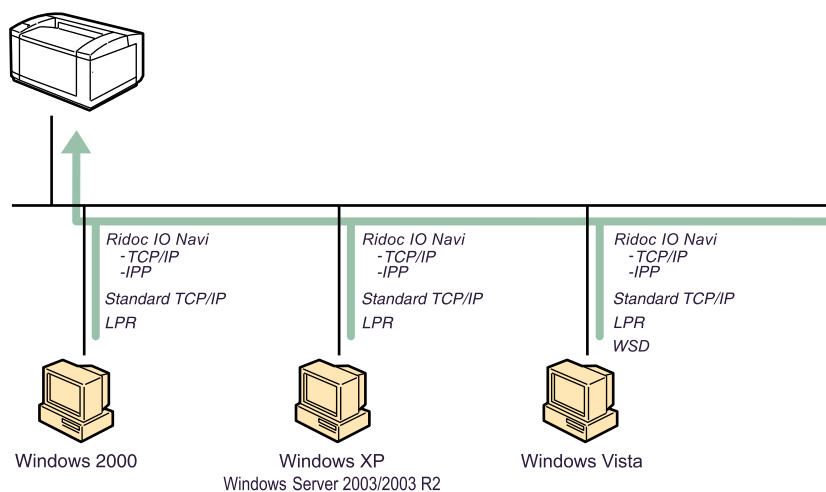 Ridoc IO Navi
-TCP/IP
-IPP
Standard TCP/IP
LPR
Ridoc IO Navi
-TCP/IP
-IPP
Standard TCP/IP
LPR
Ridoc IO Navi
-TCP/IP
-IPP
Standard TCP/IP
LPR
WSD
Windows 2000
Windows XP
Windows Server 2003/2003 R2
Windows Vista